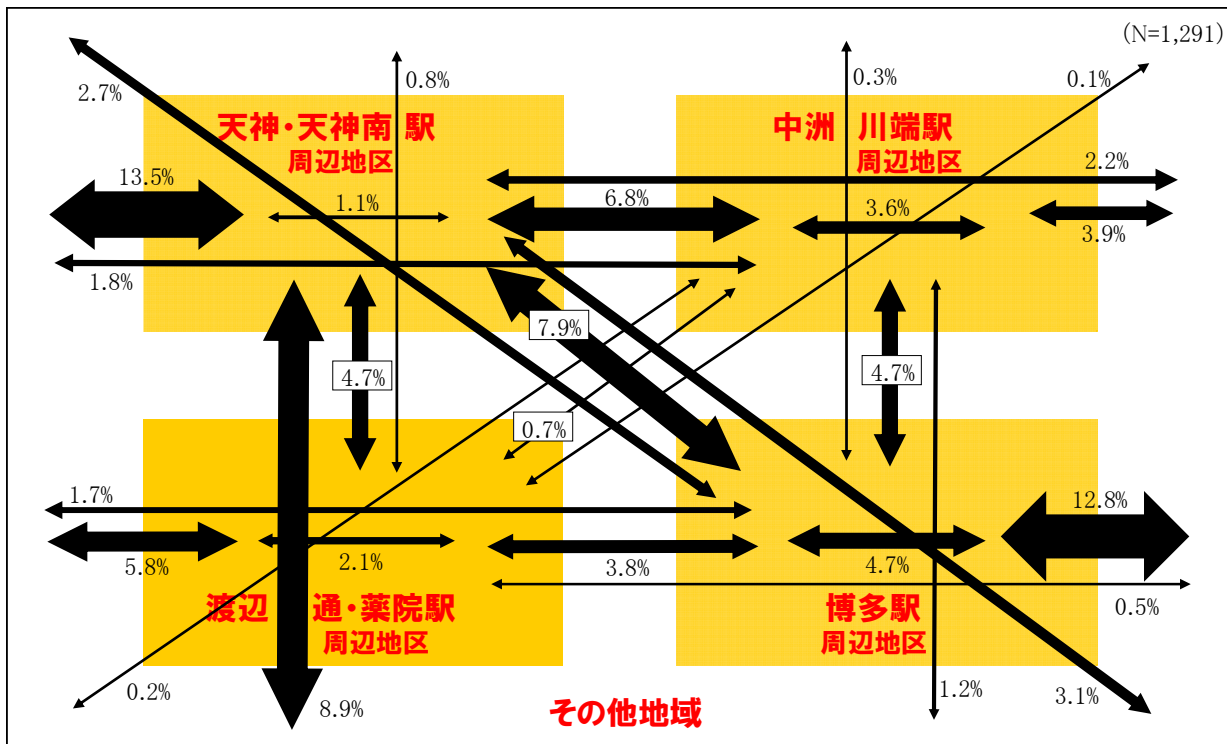 (N=1,291)
0.8%
0.3%
0.1%
2.7%
天神・天神南 駅
周辺地区
中洲 川端駅
周辺地区
2.2%
13.5%
1.1%
6.8%
3.6%
3.9%
1.8%
7.9%
4.7%
4.7%
0.7%
1.7%
12.8%
5.8%
2.1%
3.8%
4.7%
0.5%
渡辺 通・薬院駅
周辺地区
博多駅
周辺地区
0.2%
8.9%
その他地域
1.2%
3.1%